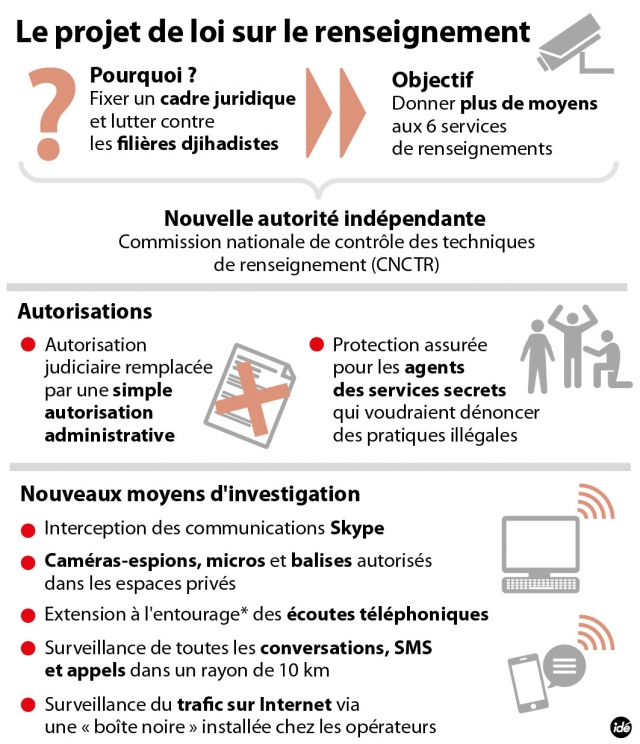 Le projet de loi sur le renseignement
?
Pourquoi ?
Fixer un cadre juridique
et lutter contre
les filières djihadistes
Objectif
Donner plus de moyens
aux 6 services
de renseignements
Nouvelle autorité indépendante
Commission nationale de contrôle des techniques
de renseignement (CNCTR)
Autorisations
Autorisation
judiciaire remplacée
par une simple
autorisation
administrative
Protection assurée
pour les agents
des services secrets
qui voudraient dénoncer
des pratiques illégales
Nouveaux moyens d'investigation
Interception des communications Skype
Caméras-espions, micros et balises autorisés
dans les espaces privés
Extension à l'entourage* des écoutes téléphoniques
Surveillance de toutes les conversations, SMS
et appels dans un rayon de 10 km
Surveillance du trafic sur Internet via
une « boîte noire » installée chez les opérateurs
idé